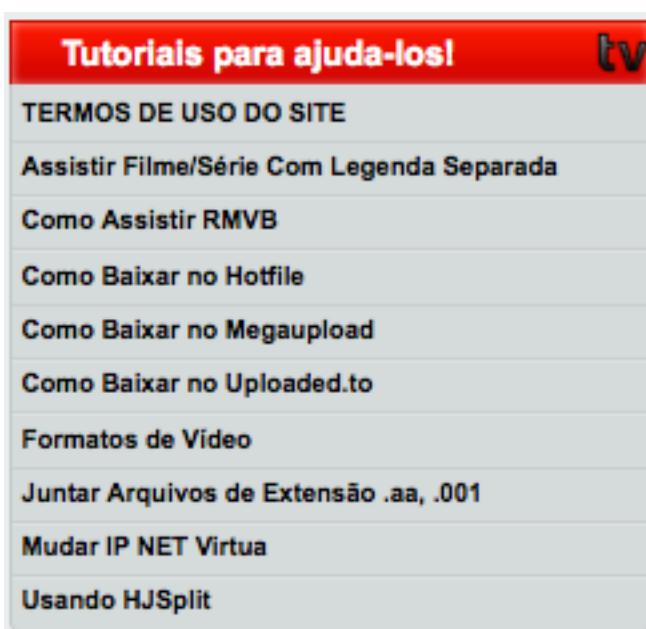 Tutoriais para ajuda-los!
tv
TERMOS DE USO DO SITE
Assistir Filme/Série Com Legenda Separada
Como Assistir RMVB
Como Baixar no Hotfile
Como Baixar no Megaupload
Como Baixar no Uploaded.to
Formatos de Vídeo
Juntar Arquivos de Extensão .aa, .001
Mudar IP NET Virtua
Usando HJSplit